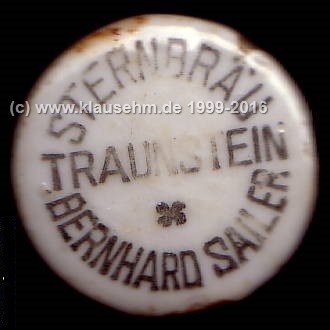 STERNBRÄU
(c) www.klausehm.de 1999-2016
TRAUNSTEIN
BERNHARD SAILER